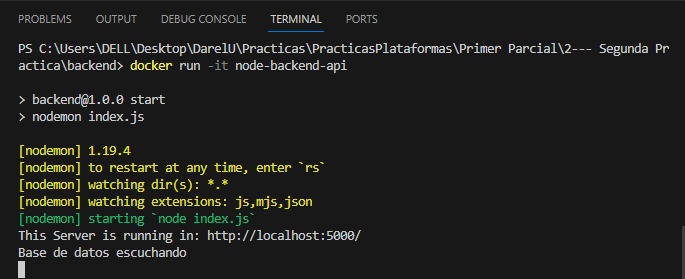 PROBLEMS OUTPUT DEBUG CONSOLE TERMINAL PORTS
PS C:\Users\DELL\Desktop\DarelU\Practicas\PracticasPlataformas\Primer Parcial\2--- Segunda Pr
actica\backend> docker run -it node-backend-api
> backend@1.0.0 start
> nodemon index.js
[nodemon] 1.19.4
[nodemon] to restart at any time, enter `rs`
[nodemon] watching dir(s): *.*
[nodemon] watching extensions: js,mjs,json
[nodemon] starting `node index.js`
This Server is running in: http://localhost:5000/
Base de datos escuchando